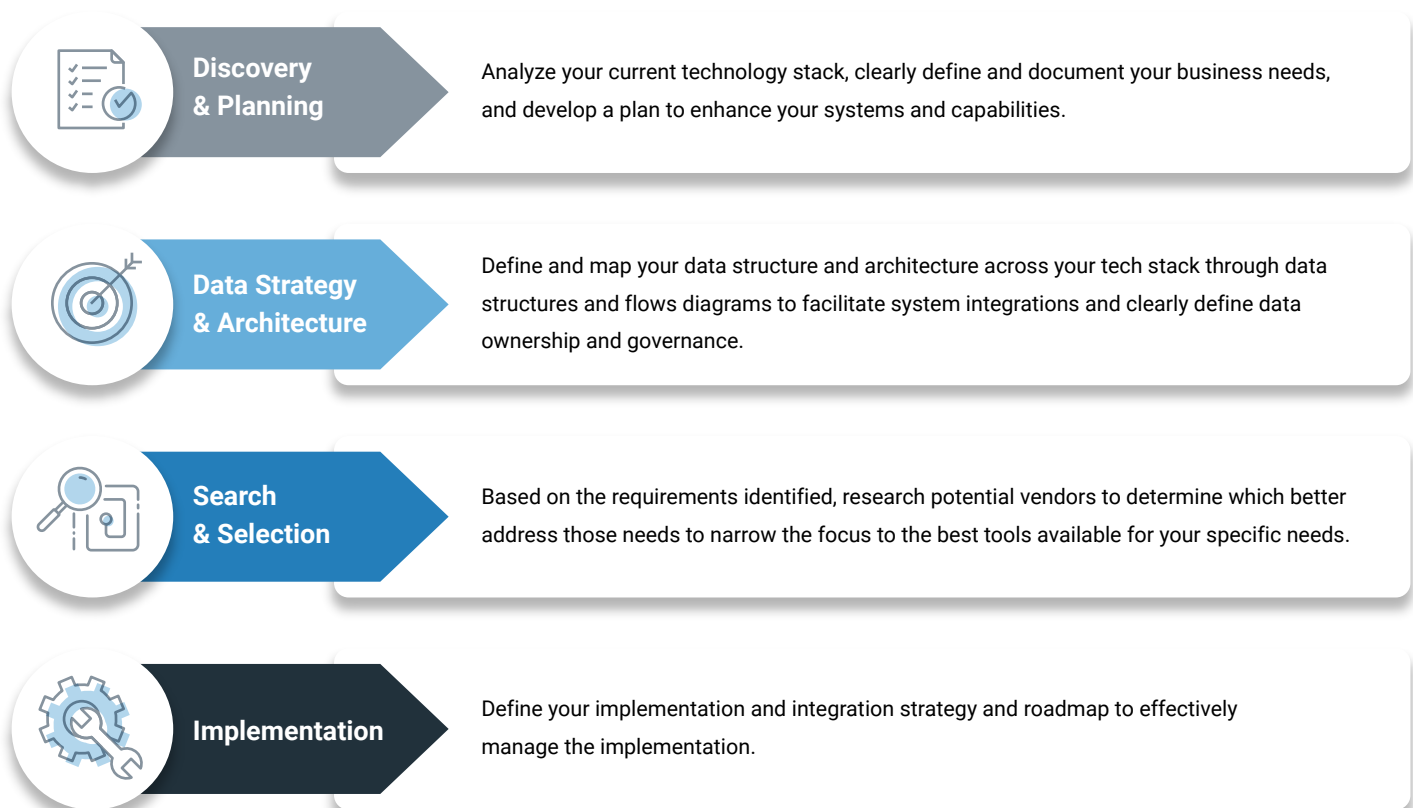 Discovery
& Planning
Analyze your current technology stack, clearly define and document your business needs,
and develop a plan to enhance your systems and capabilities.
Data Strategy
& Architecture
Define and map your data structure and architecture across your tech stack through data
structures and flows diagrams to facilitate system integrations and clearly define data
ownership and governance.
Search
& Selection
Based on the requirements identified, research potential vendors to determine which better
address those needs to narrow the focus to the best tools available for your specific needs.
Implementation
Define your implementation and integration strategy and roadmap to effectively
manage the implementation.